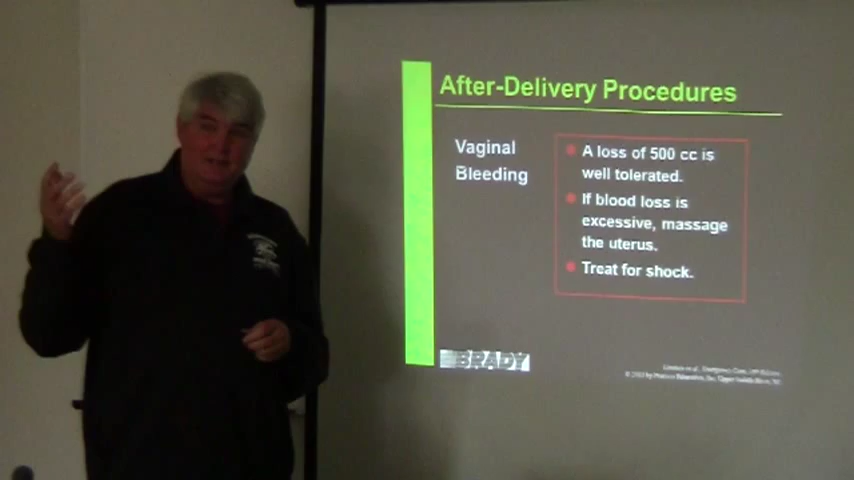 After-Delivery Procedures
Vaginal
Bleeding
A loss of 500 cc is
well tolerated.
If blood loss is
excessive, massage
the uterus.
Treat for shock.
BRADY